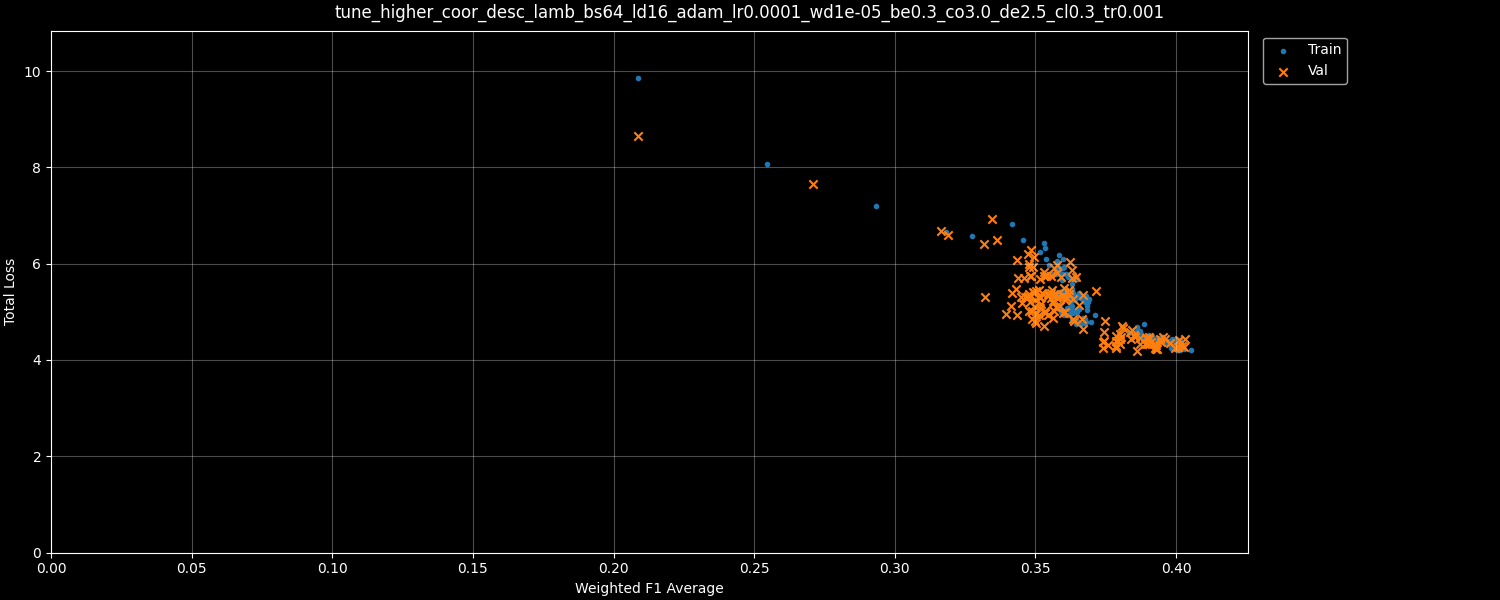 tune_higher_coor_desc_lamb_bs64_ld16_adam_lr0.0001_wd1e-05_be0.3_co3.0_de2.5_cl0.3_tr0.001
Train
Val
10
8
6
4
2
0
Total Loss
0.00 0.05 0.10 0.15 0.20 0.25 0.30 0.35 0.40
Weighted F1 Average